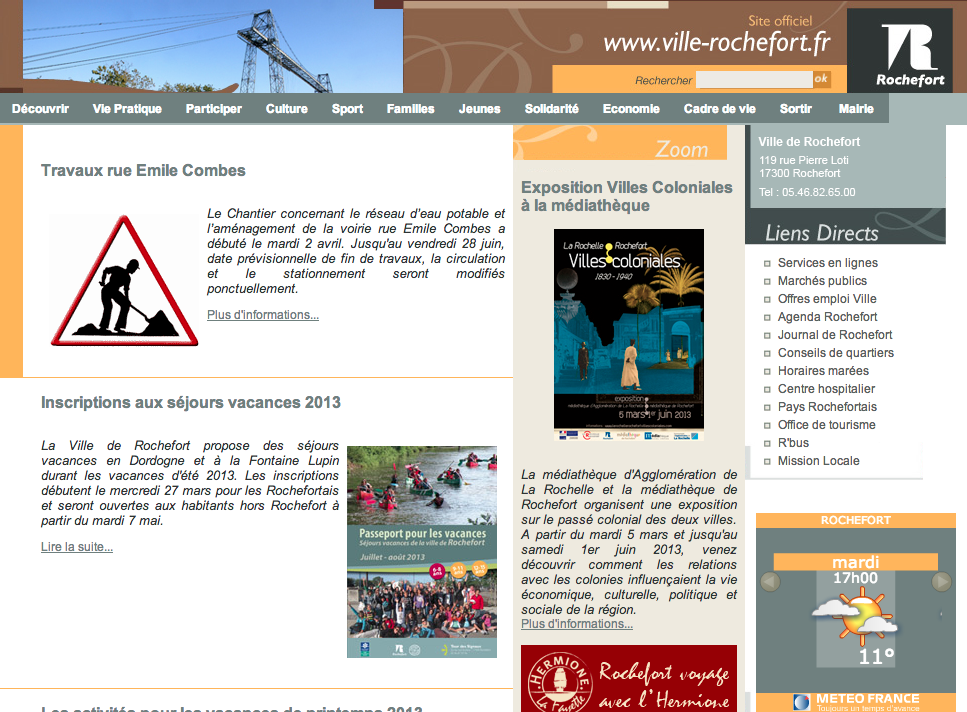 Site officiel
www.ville-rochefort.fr
Rechercher ok
Rochefort
Découvrir Vie Pratique Participer Culture Sport Familles Jeunes Solidarité Economie Cadre de vie Sortir Mairie
Travaux rue Emile Combes
Le Chantier concernant le réseau d'eau potable et
l'aménagement de la voirie rue Emile Combes a
débuté le mardi 2 avril. Jusqu'au vendredi 28 juin,
date prévisionnelle de fin de travaux, la circulation
et le stationnement seront modifiés
ponctuellement.
Plus d'informations...
Inscriptions aux séjours vacances 2013
La Ville de Rochefort propose des séjours
vacances en Dordogne et à la Fontaine Lupin
durant les vacances d'été 2013. Les inscriptions
débutent le mercredi 27 mars pour les Rochefortais
et seront ouvertes aux habitants hors Rochefort à
partir du mardi 7 mai.
Lire la suite...
Passeport pour les vacances
Séjours vacances de la ville de Rochefort
Juillet - août 2013
Les activités pour les vacances de printemps 2013
Zoom
Exposition Villes Coloniales
à la médiathèque
La Rochelle Rochefort
Villes coloniales
1830 - 1940
exposition
5 mars 1er juin 2013
La médiathèque d'Agglomération de
La Rochelle et la médiathèque de
Rochefort organisent une exposition
sur le passé colonial des deux villes.
A partir du mardi 5 mars et jusqu'au
samedi 1er juin 2013, venez
découvrir comment les relations
avec les colonies influençaient la vie
économique, culturelle, politique et
sociale de la région.
Plus d'informations...
HERMIONE
La Fayette
Rochefort voyage
avec l'Hermione
Ville de Rochefort
119 rue Pierre Loti
17300 Rochefort
Tel : 05.46.82.65.00
Liens Directs
Services en lignes
Marchés publics
Offres emploi Ville
Agenda Rochefort
Journal de Rochefort
Conseils de quartiers
Horaires marées
Centre hospitalier
Pays Rochefortais
Office de tourisme
R'bus
Mission Locale
ROCHEFORT
mardi
17h00
11°
METEO FRANCE
Toujours un temps d'avance